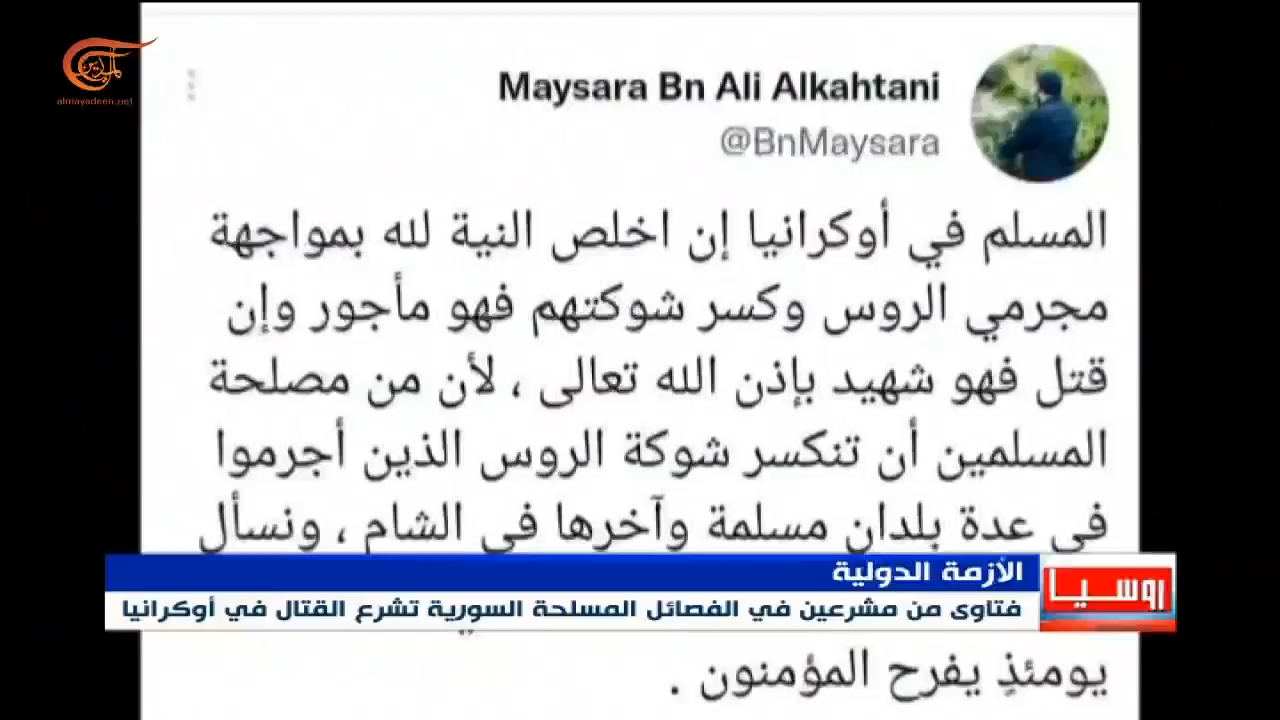 الميادين
almayadeen.net
Maysara Bn Ali Alkahtani
@BnMaysara
المسلم في أوكرانيا إن اخلص النية لله بمواجهة
مجرمي الروس وكسر شوكتهم فهو مأجور وإن
قتل فهو شهيد بإذن الله تعالى ، لأن من مصلحة
المسلمين أن تنكسر شوكة الروس الذين أجرموا
في عدة بلدان مسلمة وآخرها في الشام ، ونسأل
الأزمة الدولية
روسيا
فتاوى من مشرعين في الفصائل المسلحة السورية تشرع القتال في أوكرانيا
يومئذٍ يفرح المؤمنون .